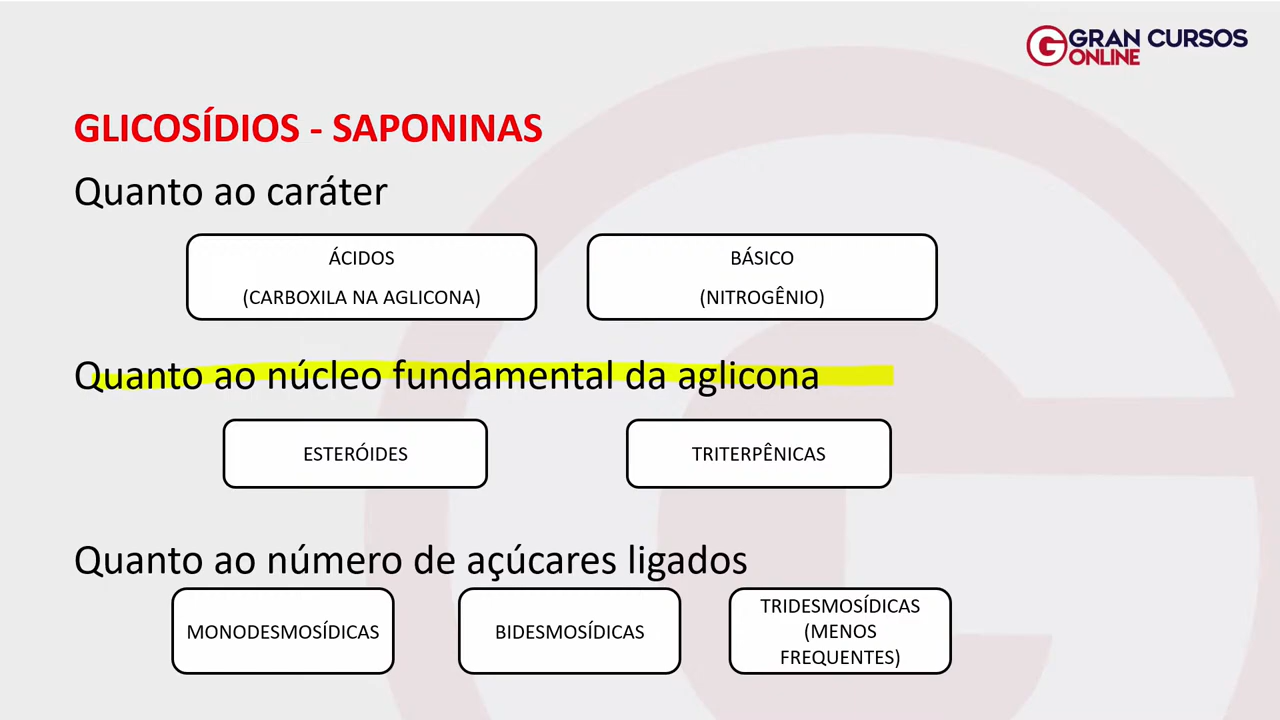 GRAN CURSOS
ONLINE
GLICOSÍDIOS - SAPONINAS
Quanto ao caráter
ÁCIDOS
(CARBOXILA NA AGLICONA)
BÁSICO
(NITROGÊNIO)
Quanto ao núcleo fundamental da aglicona
ESTERÓIDES
TRITERPÊNICAS
Quanto ao número de açúcares ligados
MONODESMOSÍDICAS
BIDESMOSÍDICAS
TRIDESMOSÍDICAS
(MENOS
FREQUENTES)